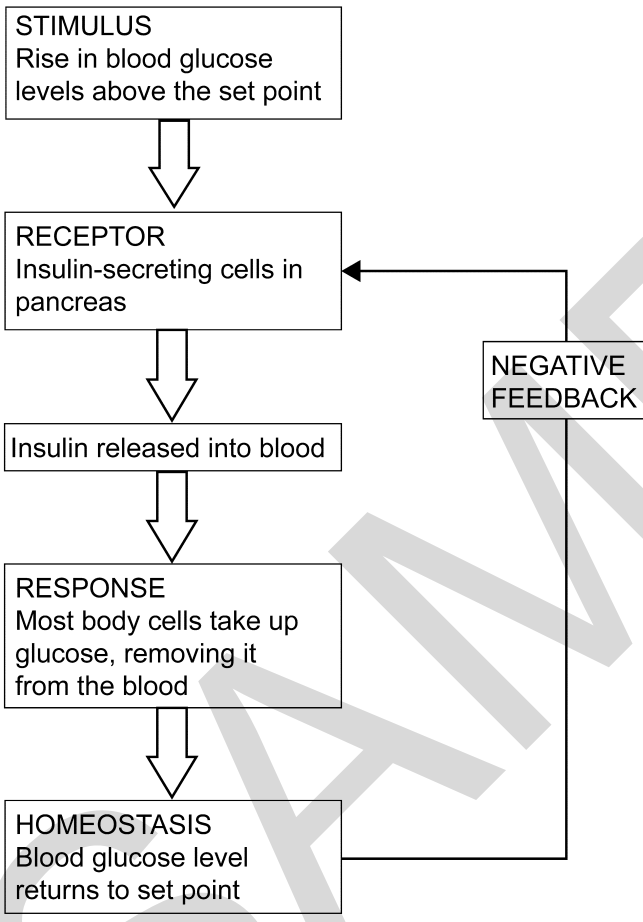 STIMULUS
Rise in blood glucose
levels above the set point
RECEPTOR
Insulin-secreting cells in
pancreas
NEGATIVE
FEEDBACK
Insulin released into blood
RESPONSE
Most body cells take up
glucose, removing it
from the blood
HOMEOSTASIS
Blood glucose level
returns to set point